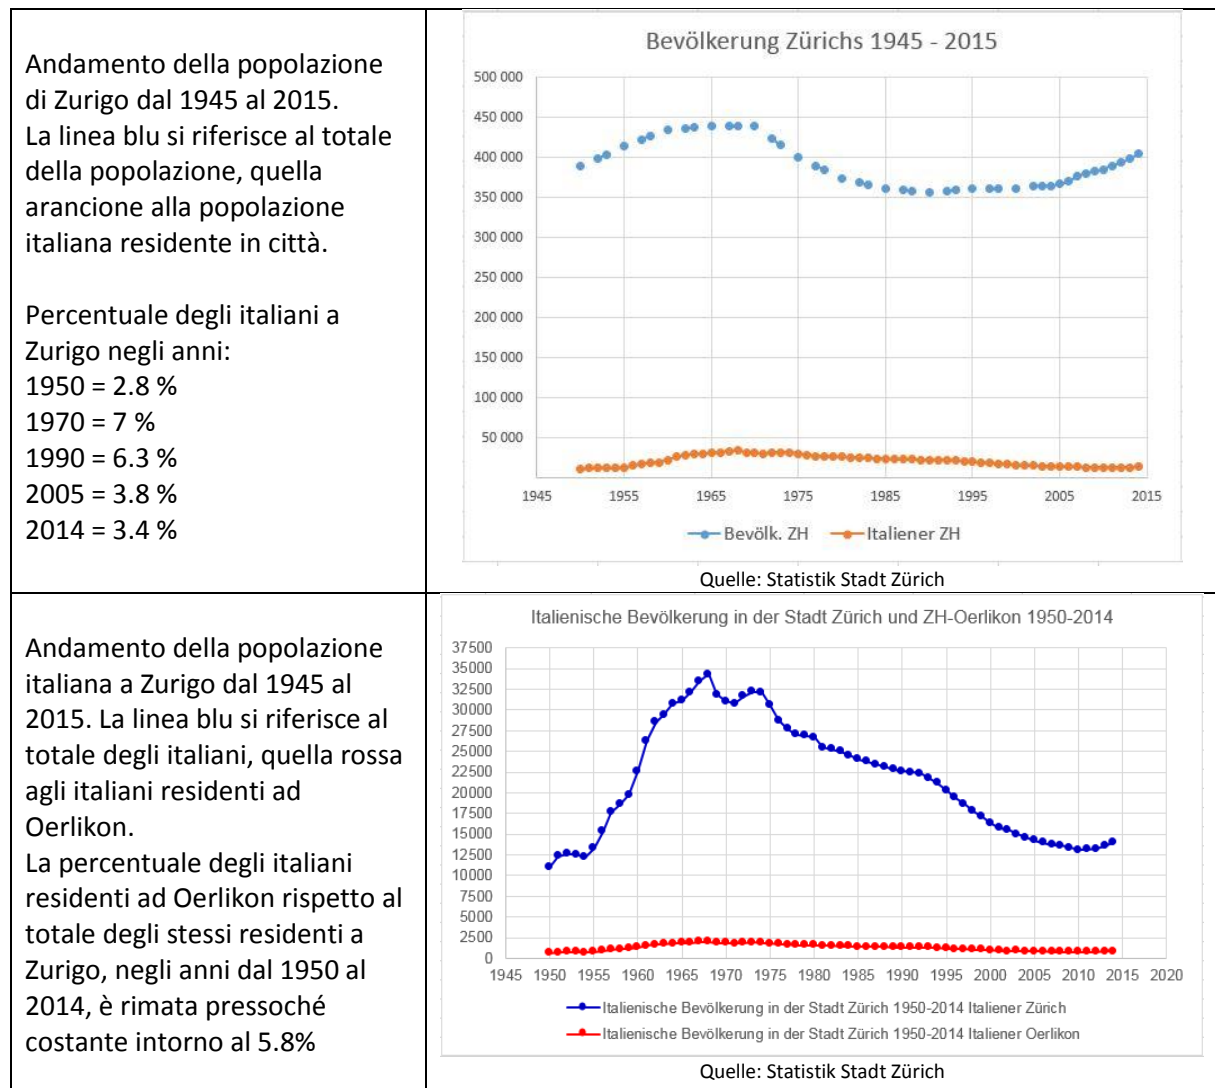 Andamento della popolazione
di Zurigo dal 1945 al 2015.
La linea blu si riferisce al totale
della popolazione, quella
arancione alla popolazione
italiana residente in città.
Percentuale degli italiani a
Zurigo negli anni:
1950 = 2.8 %
1970 = 7 %
1990 = 6.3 %
2005 = 3.8 %
2014 = 3.4 %
Bevölkerung Zürichs 1945 - 2015
500 000
450 000
400 000
350 000
300 000
250 000
200 000
150 000
100 000
50 000
1945 1955 1965 1975 1985 1995 2005 2015
Bevölk. ZH Italiener ZH
Quelle: Statistik Stadt Zürich
Andamento della popolazione
italiana a Zurigo dal 1945 al
2015. La linea blu si riferisce al
totale degli italiani, quella rossa
agli italiani residenti ad
Oerlikon.
La percentuale degli italiani
residenti ad Oerlikon rispetto al
totale degli stessi residenti a
Zurigo, negli anni dal 1950 al
2014, è rimata pressoché
costante intorno al 5.8%
Italienische Bevölkerung in der Stadt Zürich und ZH-Oerlikon 1950-2014
37500
35000
32500
30000
27500
25000
22500
20000
17500
15000
12500
10000
7500
5000
2500
0
1945 1950 1955 1960 1965 1970 1975 1980 1985 1990 1995 2000 2005 2010 2015 2020
Italienische Bevölkerung in der Stadt Zürich 1950-2014 Italiener Zürich
Italienische Bevölkerung in der Stadt Zürich 1950-2014 Italiener Oerlikon
Quelle: Statistik Stadt Zürich